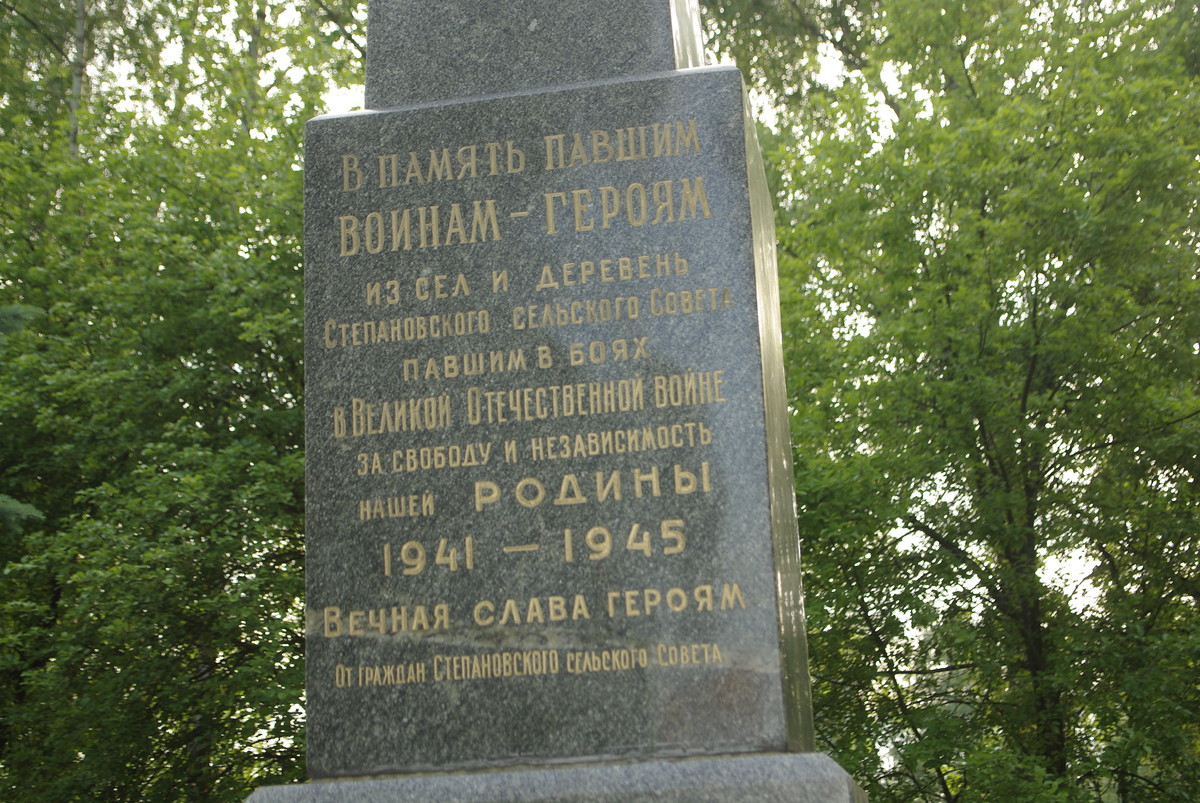 В ПАМЯТЬ ПАВШИМ
ВОИНАМ – ГЕРОЯМ
ИЗ СЕЛ И ДЕРЕВЕНЬ
СТЕПАНОВСКОГО СЕЛЬСКОГО СОВЕТА
ПАВШИМ В БОЯХ
В ВЕЛИКОЙ ОТЕЧЕСТВЕННОЙ ВОЙНЕ
ЗА СВОБОДУ И НЕЗАВИСИМОСТЬ
НАШЕЙ РОДИНЫ
1941 – 1945
ВЕЧНАЯ СЛАВА ГЕРОЯМ
ОТ ГРАЖДАН СТЕПАНОВСКОГО СЕЛЬСКОГО СОВЕТА